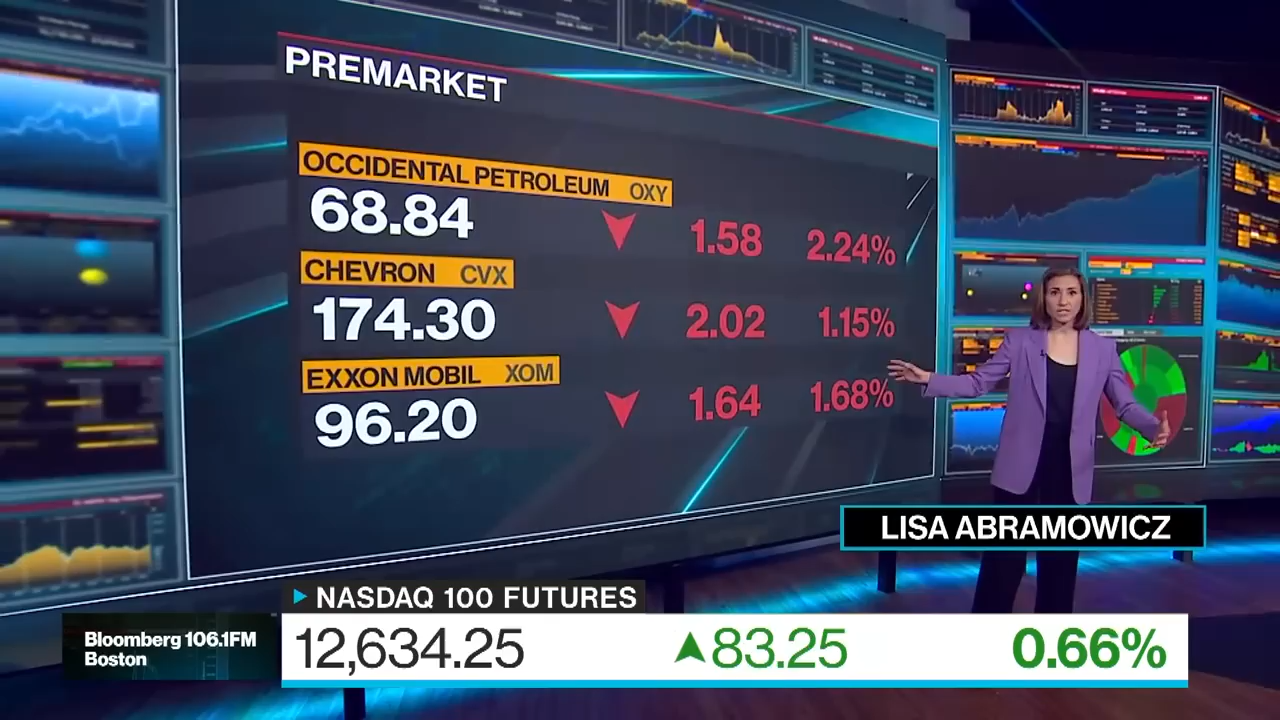 PREMARKET
OCCIDENTAL PETROLEUM OXY
68.84 1.58 2.24%
CHEVRON CVX
174.30 2.02 1.15%
EXXON MOBIL XOM
96.20 1.64 1.68%
LISA ABRAMOWICZ
NASDAQ 100 FUTURES
Bloomberg 106.1FM
Boston
12,634.25 83.25 0.66%